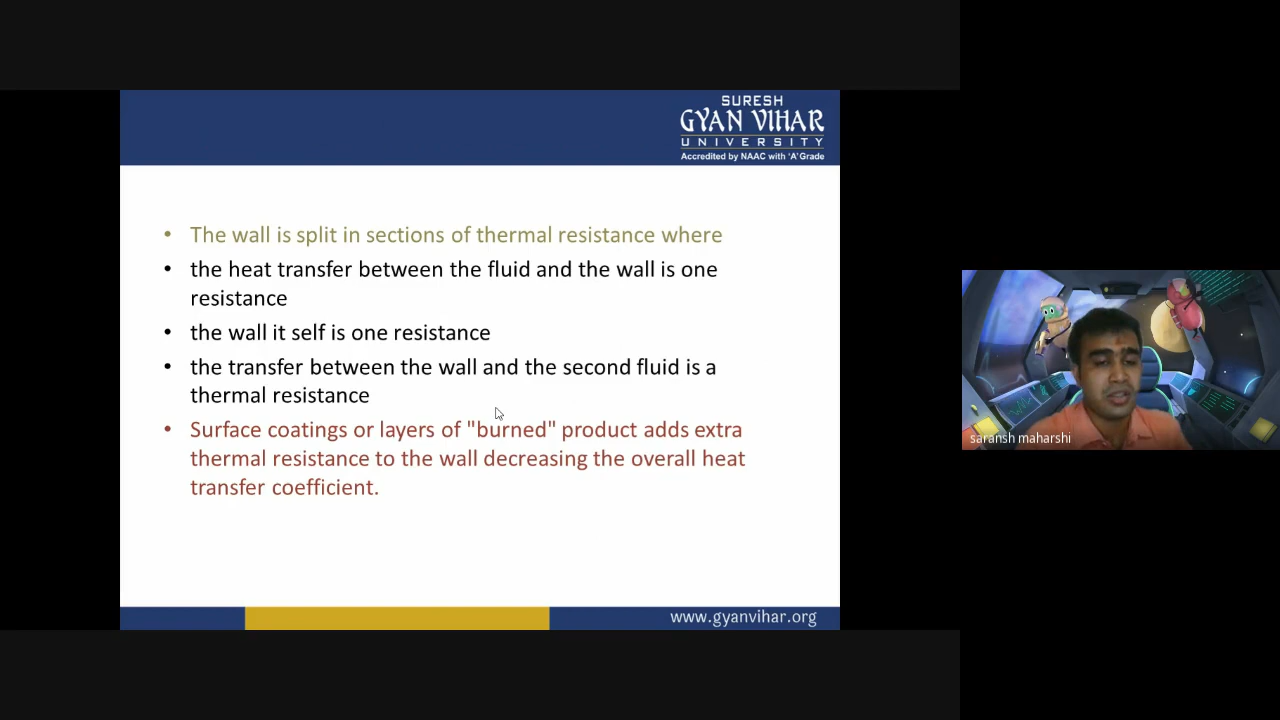 SURESH
GYAN VIHAR
UNIVERSITY
Accredited by NAAC with 'A' Grade
• The wall is split in sections of thermal resistance where
• the heat transfer between the fluid and the wall is one
resistance
• the wall it self is one resistance
• the transfer between the wall and the second fluid is a
thermal resistance
• Surface coatings or layers of "burned" product adds extra
thermal resistance to the wall decreasing the overall heat
transfer coefficient.
www.gyanvihar.org
saransh maharshi